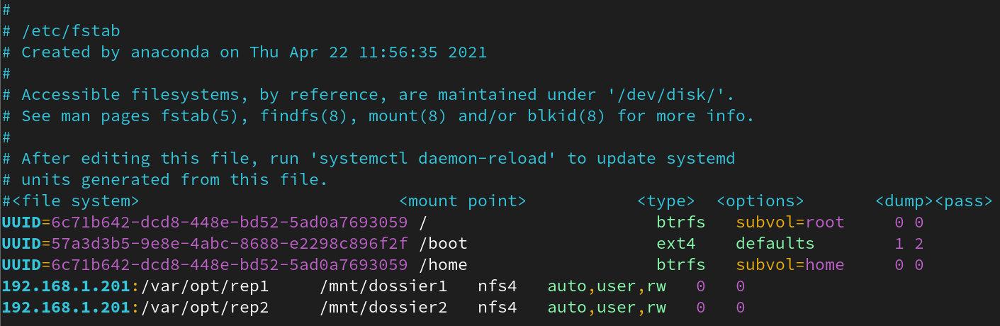 #
# /etc/fstab
# Created by anaconda on Thu Apr 22 11:56:35 2021
#
# Accessible filesystems, by reference, are maintained under '/dev/disk/'.
# See man pages fstab(5), findfs(8), mount(8) and/or blkid(8) for more info.
#
# After editing this file, run 'systemctl daemon-reload' to update systemd
# units generated from this file.
#<file system> <mount point> <type> <options> <dump><pass>
UUID=6c71b642-dcd8-448e-bd52-5ad0a7693059 / btrfs subvol=root 0 0
UUID=57a3d3b5-9e8e-4abc-8688-e2298c896f2f /boot ext4 defaults 1 2
UUID=6c71b642-dcd8-448e-bd52-5ad0a7693059 /home btrfs subvol=home 0 0
192.168.1.201:/var/opt/rep1 /mnt/dossier1 nfs4 auto,user,rw 0 0
192.168.1.201:/var/opt/rep2 /mnt/dossier2 nfs4 auto,user,rw 0 0